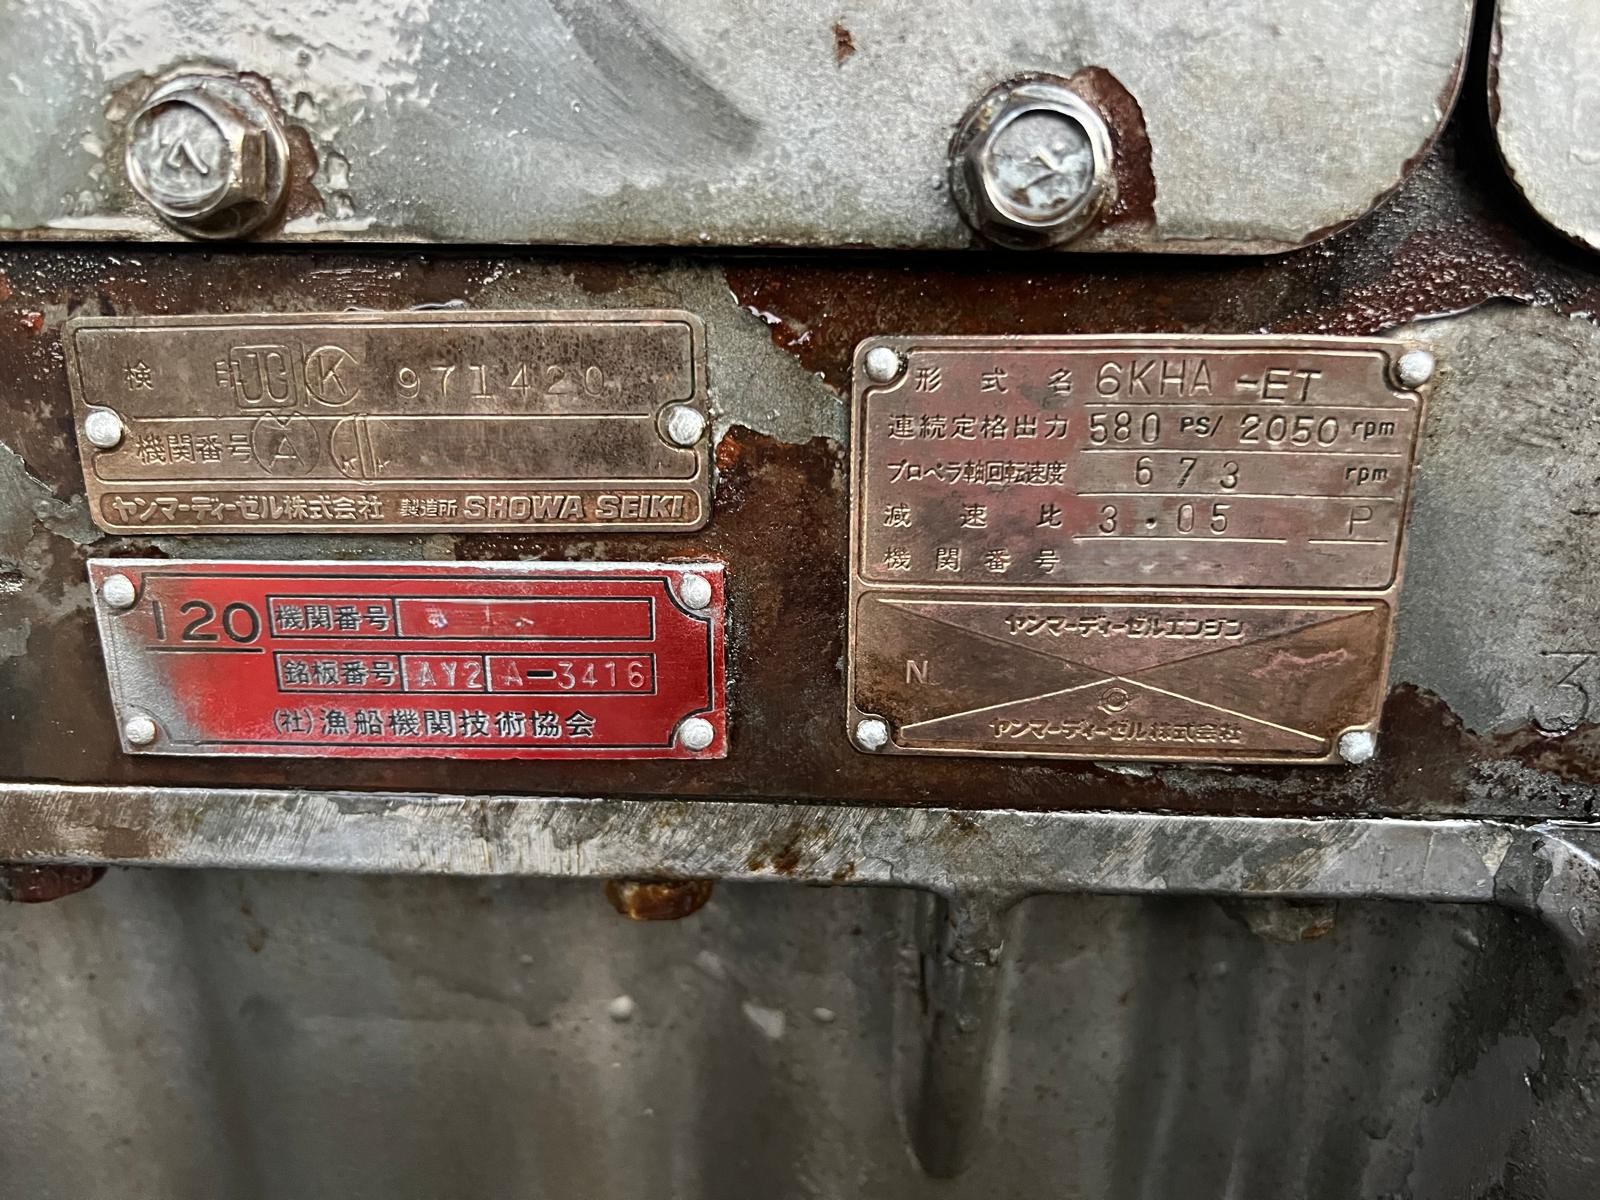 検 印 JG K 971420
機関番号 A
ヤンマーディーゼル株式会社 製造所 SHOWA SEIKI
120
機関番号
銘板番号 AY2 A-3416
(社)漁船機関技術協会
形式名 6KHA-ET
連続定格出力 580 PS/ 2050 rpm
プロペラ軸回転速度 673 rpm
減速比 3.05 P
機関番号
ヤンマーディーゼルエンジン
N
ヤンマーディーゼル株式会社
7
7
3